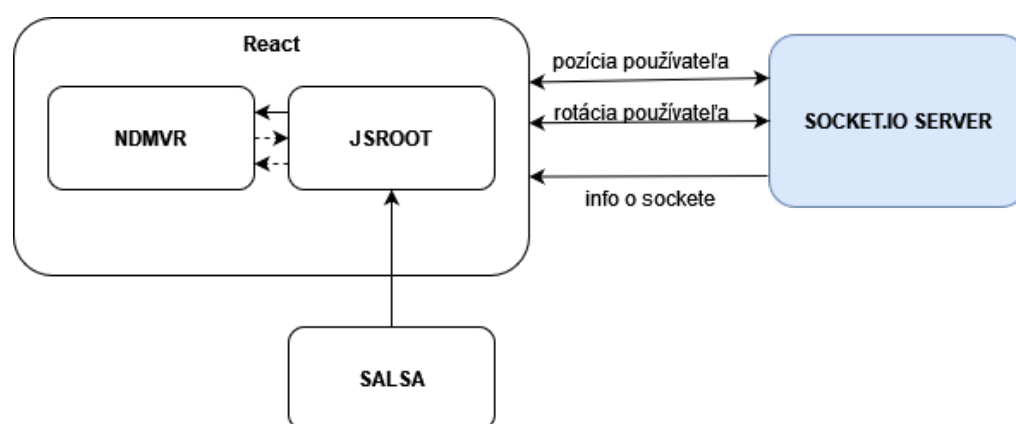 React
NDMVR
JSROOT
pozícia používateľa
rotácia používateľa
info o sockete
SOCKET.IO SERVER
SALSA